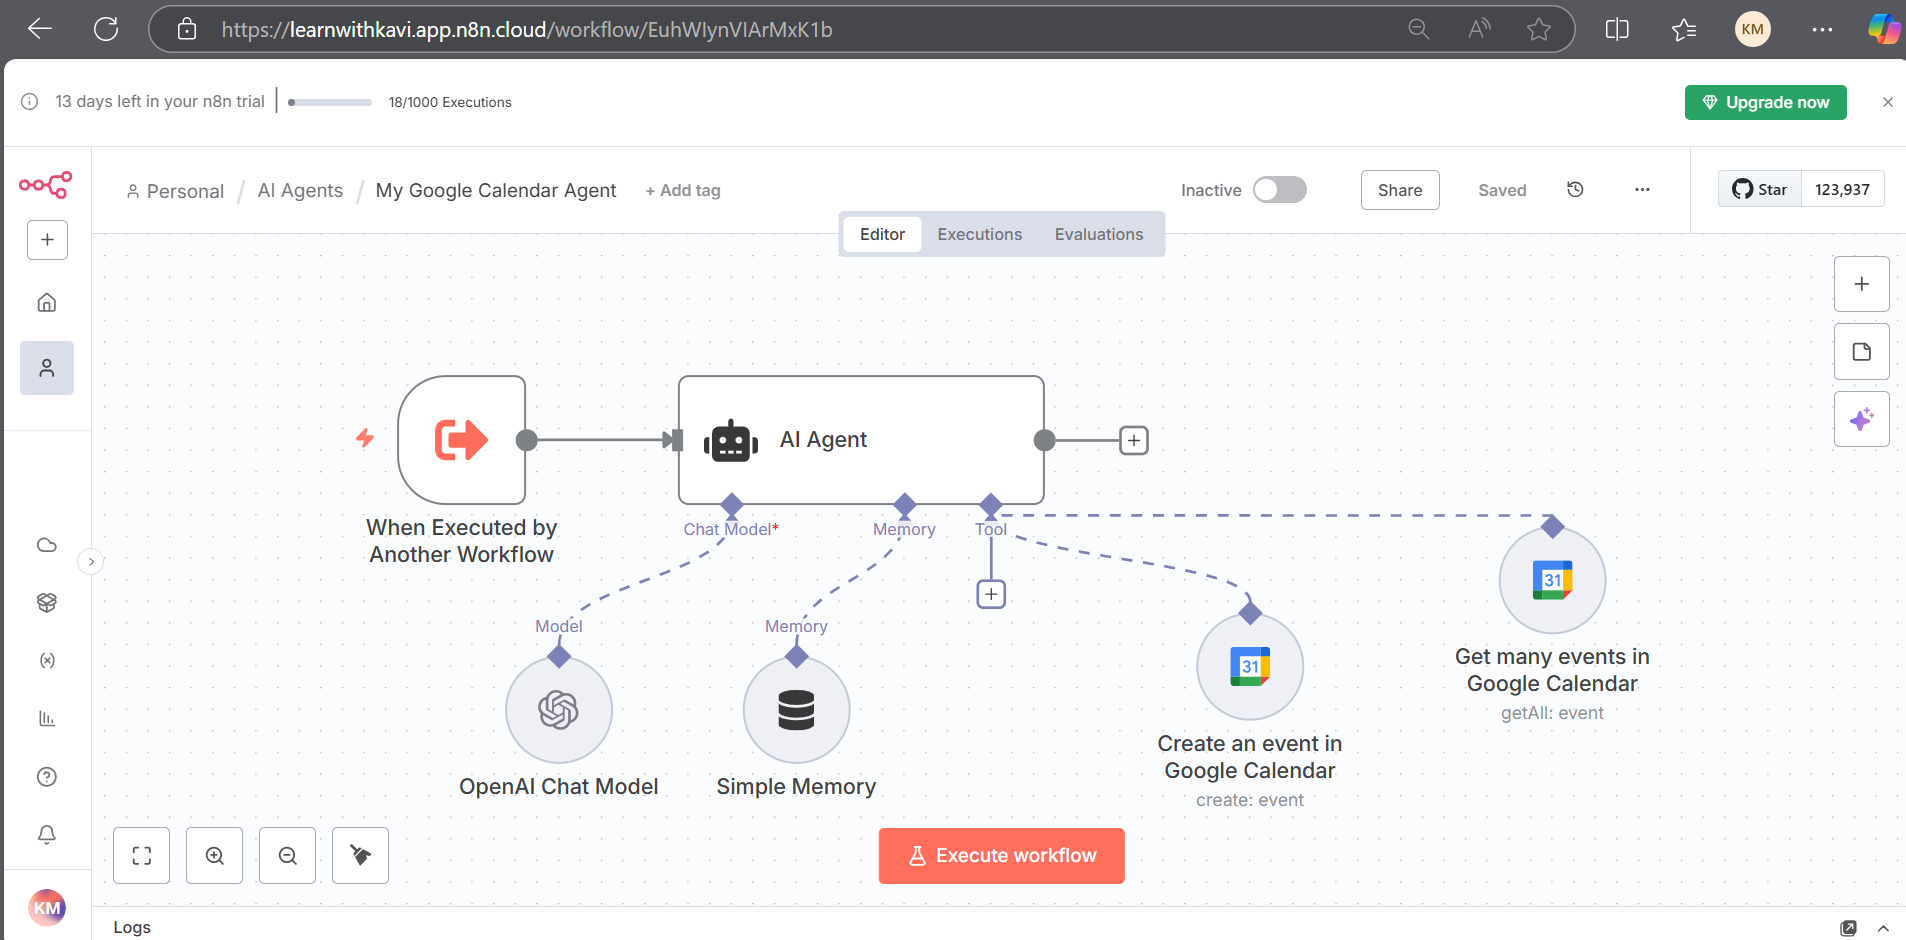 https://learnwithkavi.app.n8n.cloud/workflow/EuhWIynVIArMxK1b
KM
13 days left in your n8n trial
18/1000 Executions
Upgrade now
Personal / AI Agents / My Google Calendar Agent + Add tag
Inactive
Share
Saved
Star 123,937
Editor Executions Evaluations
AI Agent
When Executed by
Another Workflow
Chat Model*
Memory
Tool
Model
Memory
31
31
OpenAI Chat Model
Simple Memory
Create an event in
Google Calendar
create: event
Get many events in
Google Calendar
getAll: event
Execute workflow
KM
Logs